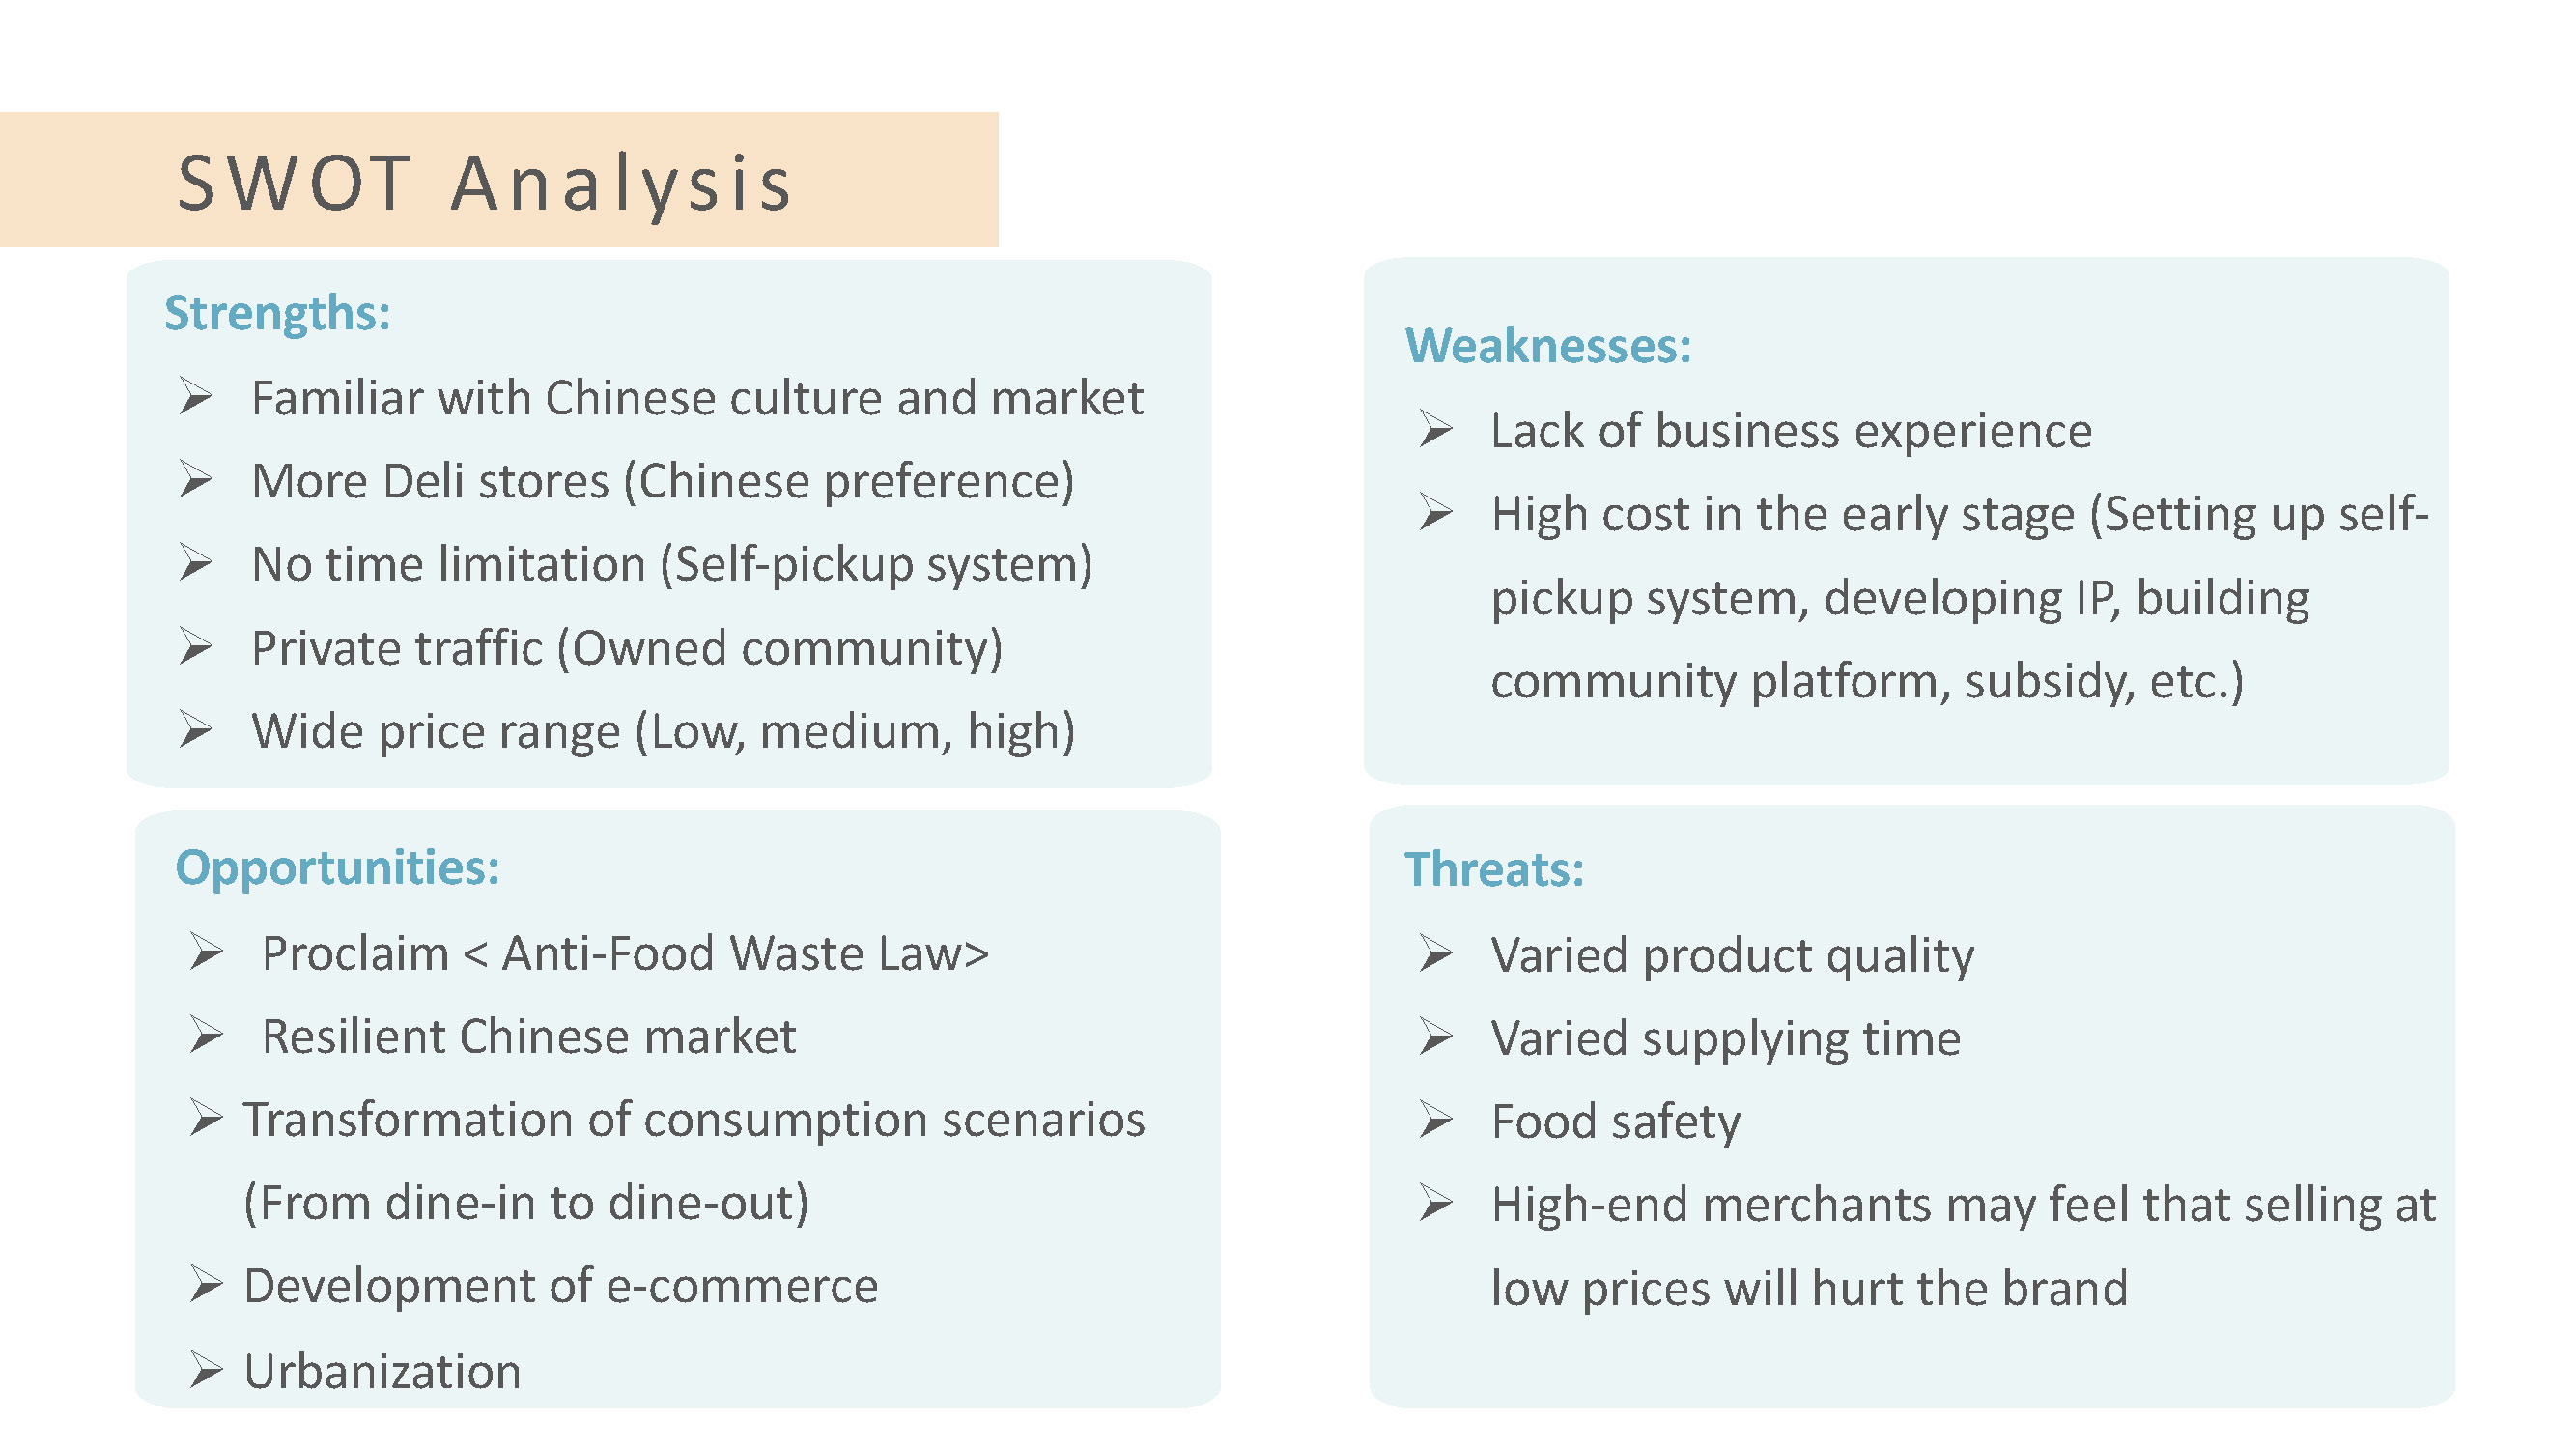 SWOT Analysis
Strengths:
➢ Familiar with Chinese culture and market
➢ More Deli stores (Chinese preference)
➢ No time limitation (Self-pickup system)
➢ Private traffic (Owned community)
➢ Wide price range (Low, medium, high)
Weaknesses:
➢ Lack of business experience
➢ High cost in the early stage (Setting up self-
pickup system, developing IP, building
community platform, subsidy, etc.)
Opportunities:
➢ Proclaim < Anti-Food Waste Law>
➢ Resilient Chinese market
➢ Transformation of consumption scenarios
(From dine-in to dine-out)
➢ Development of e-commerce
➢ Urbanization
Threats:
➢ Varied product quality
➢ Varied supplying time
➢ Food safety
➢ High-end merchants may feel that selling at
low prices will hurt the brand